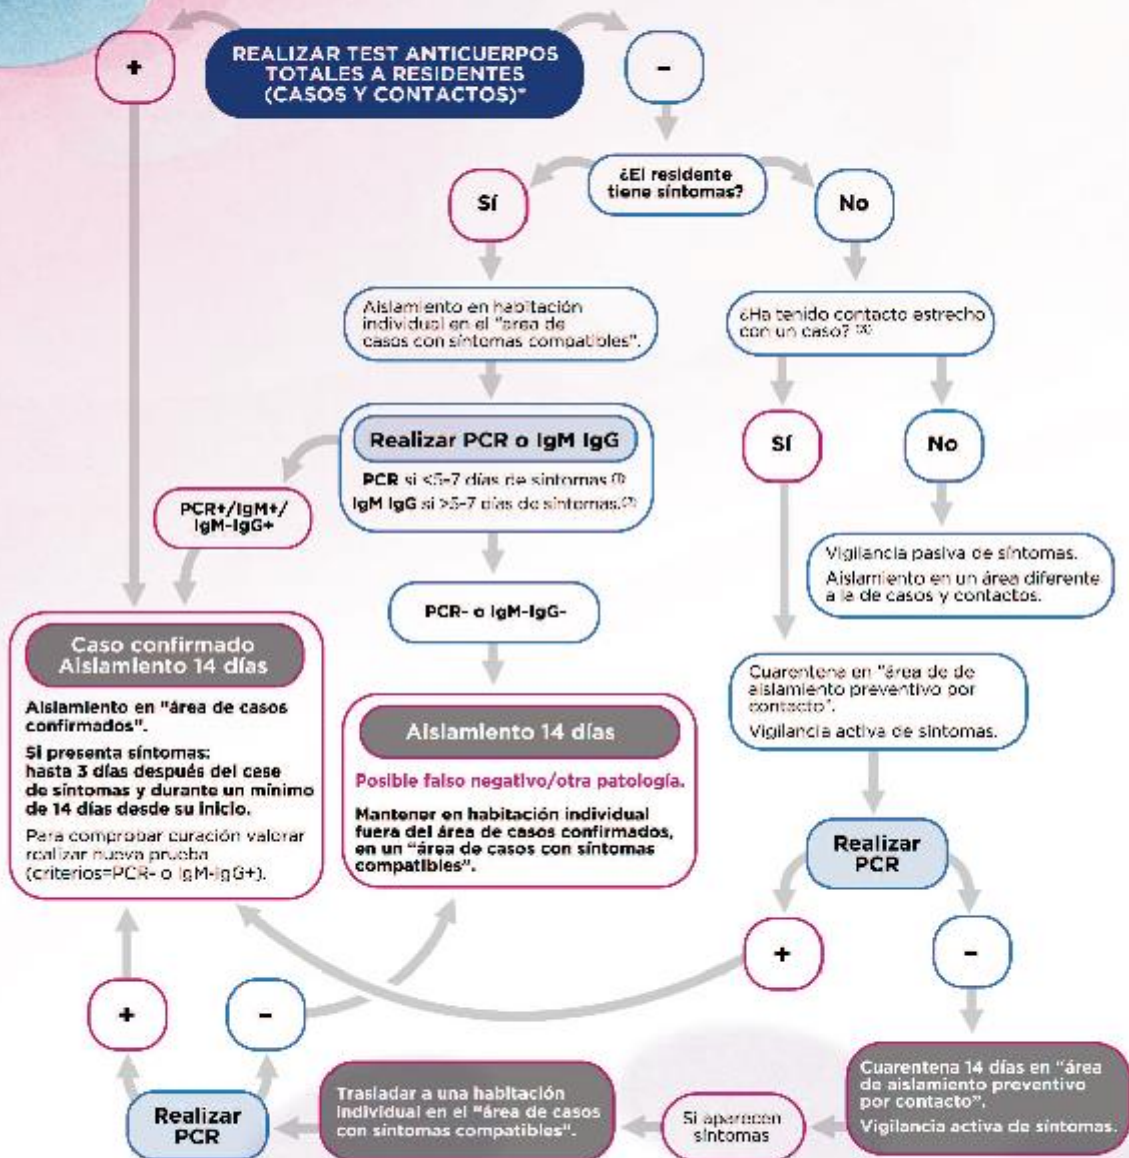 +
REALIZAR TEST ANTICUERPOS
TOTALES A RESIDENTES
(CASOS Y CONTACTOS)*
-
¿El residente
tiene síntomas?
Sí
No
Aislamiento en habitación
individual en el "area de
casos con síntomas compatibles".
¿Ha tenido contacto estrecho
con un caso?
Realizar PCR o IgM IgG
PCR si <5-7 días de síntomas (1)
IgM IgG si >5-7 días de síntomas.(2)
Sí
No
PCR+/IgM+/
IgM-IgG+
Vigilancia pasiva de síntomas.
Aislamiento en un área diferente
a la de casos y contactos.
PCR- o IgM-IgG-
Caso confirmado
Aislamiento 14 días
Aislamiento en "área de casos
confirmados".
Si presenta síntomas:
hasta 3 días después del cese
de síntomas y durante un mínimo
de 14 días desde su inicio.
Para comprobar curación valorar
realizar nueva prueba
(criterios=PCR- o IgM-IgG+).
Aislamiento 14 días
Posible falso negativo/otra patología.
Mantener en habitación individual
fuera del área de casos confirmados,
en un "área de casos con síntomas
compatibles".
Cuarentena en "área de de
aislamiento preventivo por
contacto".
Vigilancia activa de síntomas.
Realizar
PCR
+
-
+
-
Realizar
PCR
Trasladar a una habitación
individual en el "área de casos
con síntomas compatibles".
Si aparecen
síntomas
Cuarentena 14 días en "área
de aislamiento preventivo
por contacto".
Vigilancia activa de síntomas.